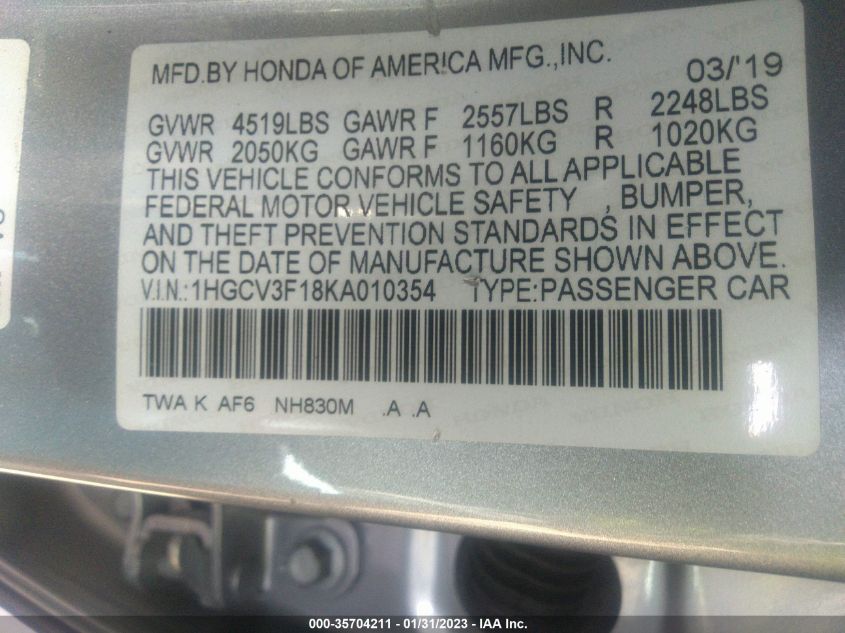 MFD.BY HONDA OF AMERICA MFG.,INC. 03/'19
GVWR 4519LBS GAWR F 2557LBS R 2248LBS
GVWR 2050KG GAWR F 1160KG R 1020KG
THIS VEHICLE CONFORMS TO ALL APPLICABLE
FEDERAL MOTOR VEHICLE SAFETY , BUMPER,
AND THEFT PREVENTION STANDARDS IN EFFECT
ON THE DATE OF MANUFACTURE SHOWN ABOVE.
V.I.N.:1HGCV3F18KA010354 TYPE:PASSENGER CAR
TWA K AF6 NH830M .A .A
000-35704211 - 01/31/2023 - IAA Inc.